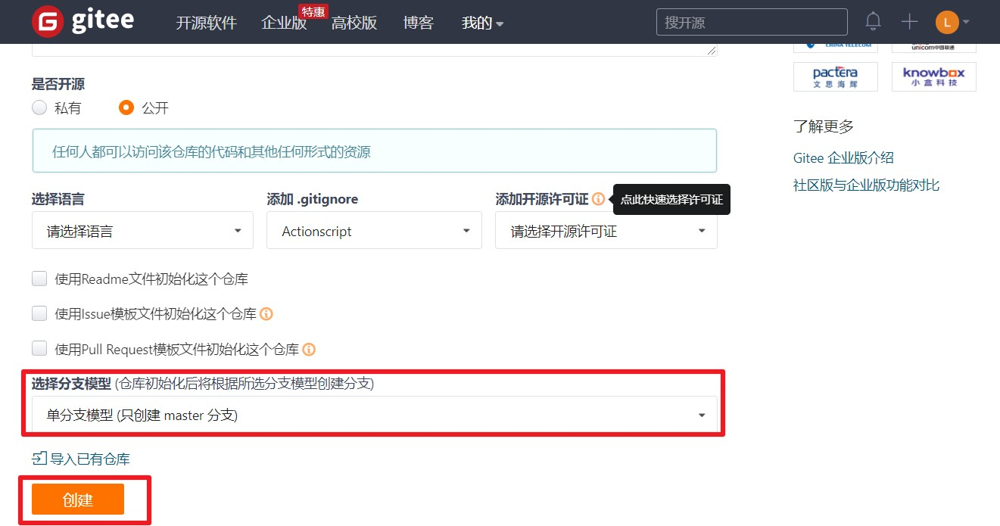 gitee
开源软件 企业版 特惠 高校版 博客 我的 搜开源 L
CHINA TELECOM
unicom中国联通
pactera
文思海辉
knowbox
小盒科技
是否开源
私有 公开
任何人都可以访问该仓库的代码和其他任何形式的资源
了解更多
Gitee 企业版介绍
社区版与企业版功能对比
选择语言 添加 .gitignore 添加开源许可证 点此快速选择许可证
请选择语言 Actionscript 请选择开源许可证
使用Readme文件初始化这个仓库
使用Issue模板文件初始化这个仓库
使用Pull Request模板文件初始化这个仓库
选择分支模型 (仓库初始化后将根据所选分支模型创建分支)
单分支模型 (只创建 master 分支)
导入已有仓库
创建